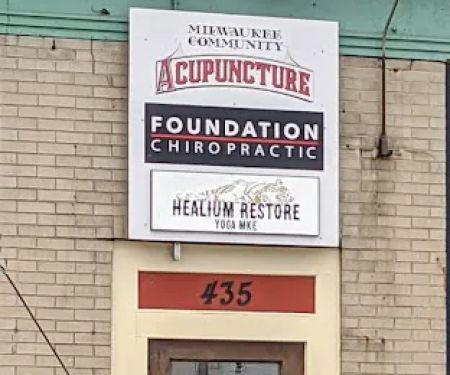 MILWAUKEE
COMMUNITY
ACUPUNCTURE
FOUNDATION
CHIROPRACTIC
HEALIUM RESTORE
YOGA MKE
435